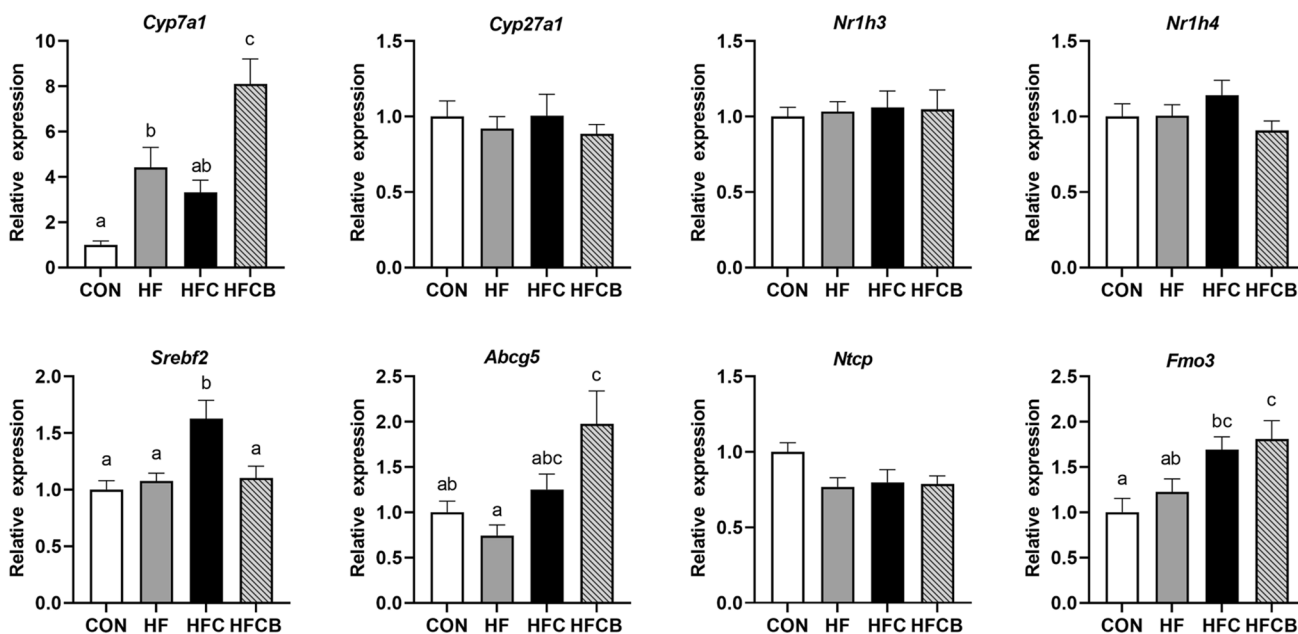 Cyp7a1
Relative expression
10
8
6
4
2
0
a
b
ab
c
CON HF HFC HFCB
Cyp27a1
Relative expression
1.5
1.0
0.5
0.0
CON HF HFC HFCB
Nr1h3
Relative expression
1.5
1.0
0.5
0.0
CON HF HFC HFCB
Nr1h4
Relative expression
1.5
1.0
0.5
0.0
CON HF HFC HFCB
Srebf2
Relative expression
2.0
1.5
1.0
0.5
0.0
a
a
b
a
CON HF HFC HFCB
Abcg5
Relative expression
2.5
2.0
1.5
1.0
0.5
0.0
ab
a
abc
c
CON HF HFC HFCB
Ntcp
Relative expression
1.5
1.0
0.5
0.0
CON HF HFC HFCB
Fmo3
Relative expression
2.5
2.0
1.5
1.0
0.5
0.0
a
ab
bc
c
CON HF HFC HFCB